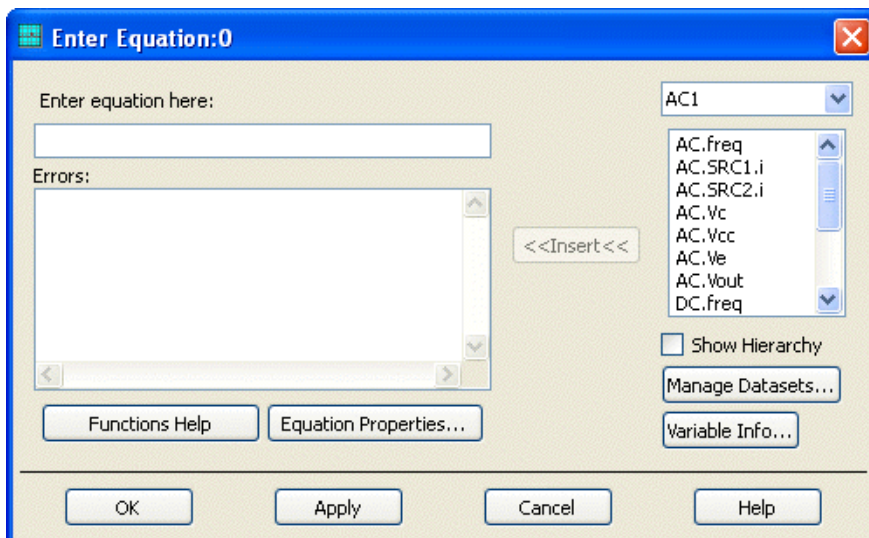 Enter Equation:0
Enter equation here:
Errors:
<<Insert<<
AC1
AC.freq
AC.SRC1.i
AC.SRC2.i
AC.Vc
AC.Vcc
AC.Ve
AC.Vout
DC.freq
Show Hierarchy
Manage Datasets...
Variable Info...
Functions Help
Equation Properties...
OK
Apply
Cancel
Help